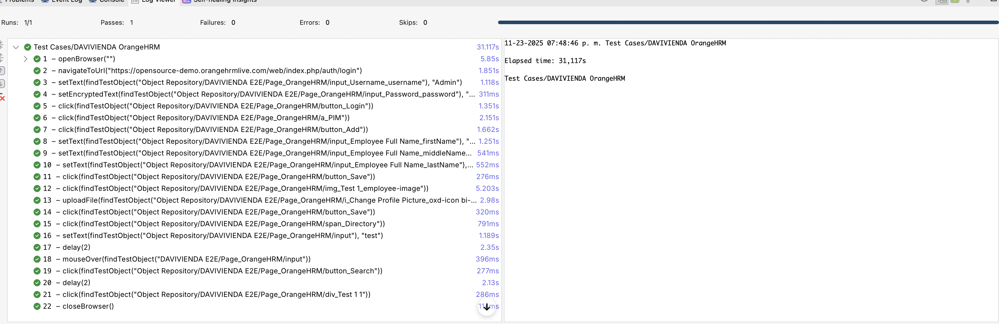 Problems Event Log Console Log Viewer Self-healing Insights
Runs: 1/1 Passes: 1 Failures: 0 Errors: 0 Skips: 0
Test Cases/DAVIVIENDA OrangeHRM 31.117s
1 – openBrowser("") 5.85s
2 – navigateToUrl("https://opensource-demo.orangehrmlive.com/web/index.php/auth/login") 1.851s
3 – setText(findTestObject("Object Repository/DAVIVIENDA E2E/Page_OrangeHRM/input_Username_username"), "Admin") 1.118s
4 – setEncryptedText(findTestObject("Object Repository/DAVIVIENDA E2E/Page_OrangeHRM/input_Password_password"), "... 311ms
5 – click(findTestObject("Object Repository/DAVIVIENDA E2E/Page_OrangeHRM/button_Login")) 1.351s
6 – click(findTestObject("Object Repository/DAVIVIENDA E2E/Page_OrangeHRM/a_PIM")) 2.151s
7 – click(findTestObject("Object Repository/DAVIVIENDA E2E/Page_OrangeHRM/button_Add")) 1.662s
8 – setText(findTestObject("Object Repository/DAVIVIENDA E2E/Page_OrangeHRM/input_Employee Full Name_firstName"), "... 1.251s
9 – setText(findTestObject("Object Repository/DAVIVIENDA E2E/Page_OrangeHRM/input_Employee Full Name_middleName... 541ms
10 – setText(findTestObject("Object Repository/DAVIVIENDA E2E/Page_OrangeHRM/input_Employee Full Name_lastName"),... 552ms
11 – click(findTestObject("Object Repository/DAVIVIENDA E2E/Page_OrangeHRM/button_Save")) 276ms
12 – click(findTestObject("Object Repository/DAVIVIENDA E2E/Page_OrangeHRM/img_Test 1_employee-image")) 5.203s
13 – uploadFile(findTestObject("Object Repository/DAVIVIENDA E2E/Page_OrangeHRM/i_Change Profile Picture_oxd-icon bi-... 2.98s
14 – click(findTestObject("Object Repository/DAVIVIENDA E2E/Page_OrangeHRM/button_Save")) 320ms
15 – click(findTestObject("Object Repository/DAVIVIENDA E2E/Page_OrangeHRM/span_Directory")) 791ms
16 – setText(findTestObject("Object Repository/DAVIVIENDA E2E/Page_OrangeHRM/input"), "test") 1.189s
17 – delay(2) 2.35s
18 – mouseOver(findTestObject("DAVIVIENDA E2E/Page_OrangeHRM/input")) 396ms
19 – click(findTestObject("Object Repository/DAVIVIENDA E2E/Page_OrangeHRM/button_Search")) 277ms
20 – delay(2) 2.13s
21 – click(findTestObject("Object Repository/DAVIVIENDA E2E/Page_OrangeHRM/div_Test 1 1")) 286ms
22 – closeBrowser()
11-23-2025 07:48:46 p. m. Test Cases/DAVIVIENDA OrangeHRM
Elapsed time: 31,117s
Test Cases/DAVIVIENDA OrangeHRM